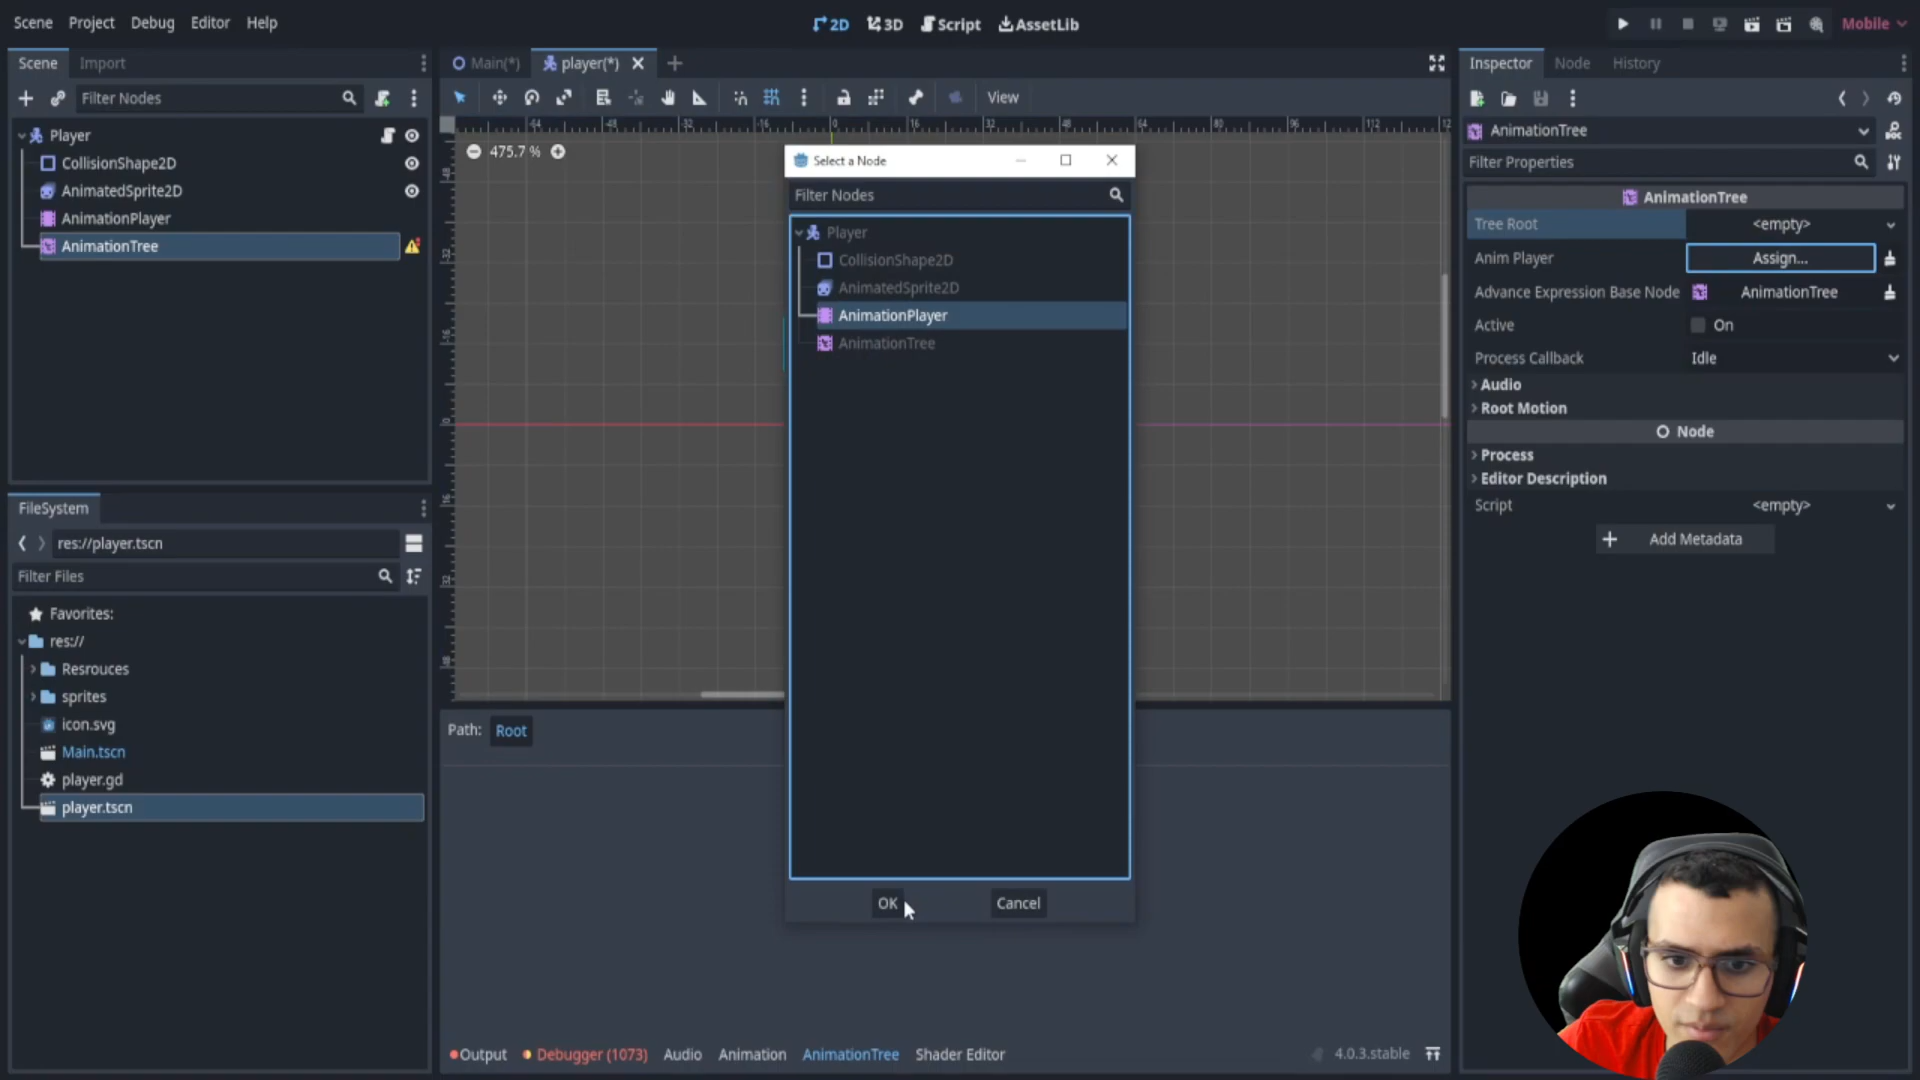 Scene Project Debug Editor Help
2D 3D Script AssetLib
Mobile
Scene Import
Filter Nodes
Player
CollisionShape2D
AnimatedSprite2D
AnimationPlayer
AnimationTree
FileSystem
res://player.tscn
Filter Files
Favorites:
res://
Resrouces
sprites
icon.svg
Main.tscn
player.gd
player.tscn
Main(*) player(*)
View
475.7 %
Select a Node
Filter Nodes
Player
CollisionShape2D
AnimatedSprite2D
AnimationPlayer
AnimationTree
OK Cancel
Path: Root
Output Debugger (1073) Audio Animation AnimationTree Shader Editor 4.0.3.stable
Inspector Node History
AnimationTree
Filter Properties
AnimationTree
Tree Root <empty>
Anim Player Assign...
Advance Expression Base Node AnimationTree
Active On
Process Callback Idle
Audio
Root Motion
Node
Process
Editor Description
Script <empty>
Add Metadata